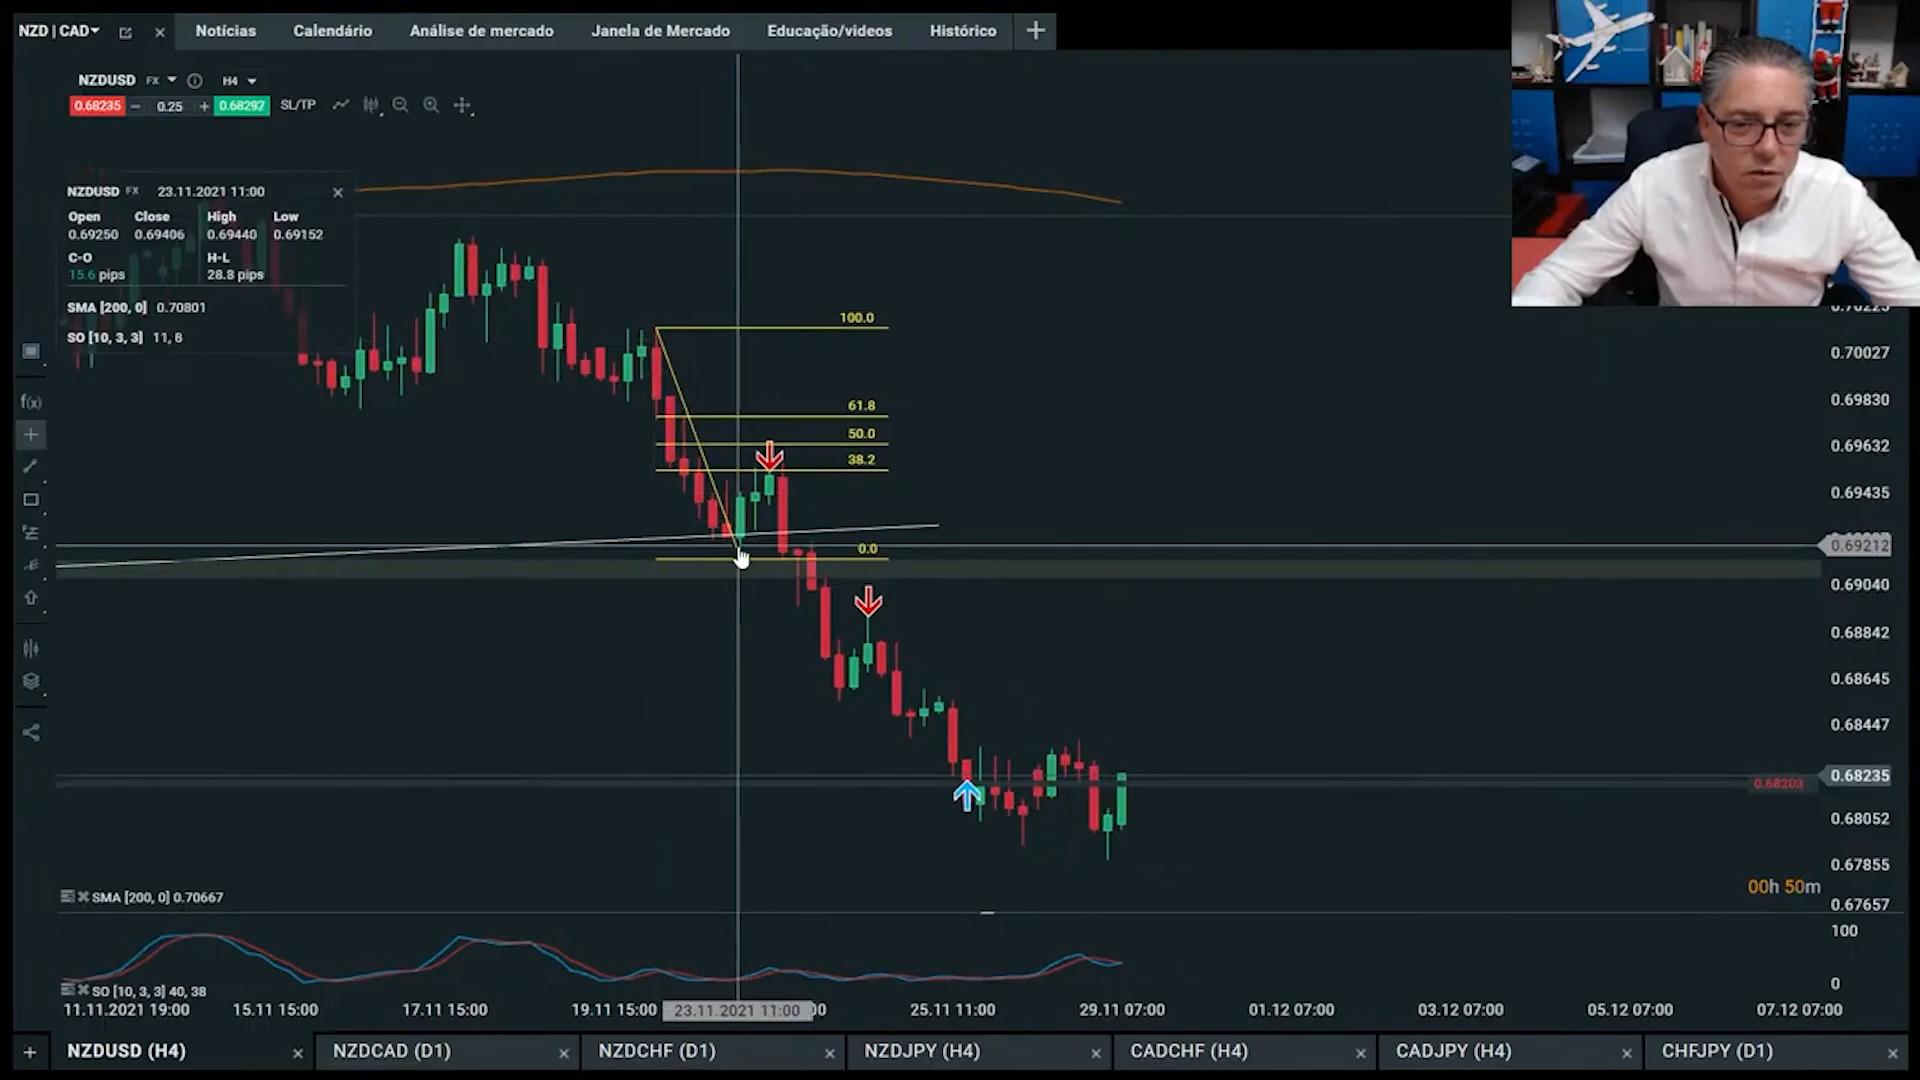 NZD | CAD
Notícias
Calendário
Análise de mercado
Janela de Mercado
Educação/videos
Histórico
NZDUSD FX H4
0.68235 − 0.25 + 0.68297 SL/TP
NZDUSD FX 23.11.2021 11:00
Open Close High Low
0.69250 0.69406 0.69440 0.69152
C-O H-L
15.6 pips 28.8 pips
SMA [200, 0] 0.70801
SO [10, 3, 3] 11, 8
f(x)
100.0
61.8
50.0
38.2
0.0
0.70225
0.70027
0.69830
0.69632
0.69435
0.69212
0.69040
0.68842
0.68645
0.68447
0.68235
0.68203
0.68052
0.67855
00h 50m
0.67657
SMA [200, 0] 0.70667
100
0
SO [10, 3, 3] 40, 38
11.11.2021 19:00 15.11 15:00 17.11 15:00 19.11 15:00 23.11.2021 11:00 25.11 11:00 29.11 07:00 01.12 07:00 03.12 07:00 05.12 07:00 07.12 07:00
NZDUSD (H4)
NZDCAD (D1)
NZDCHF (D1)
NZDJPY (H4)
CADCHF (H4)
CADJPY (H4)
CHFJPY (D1)